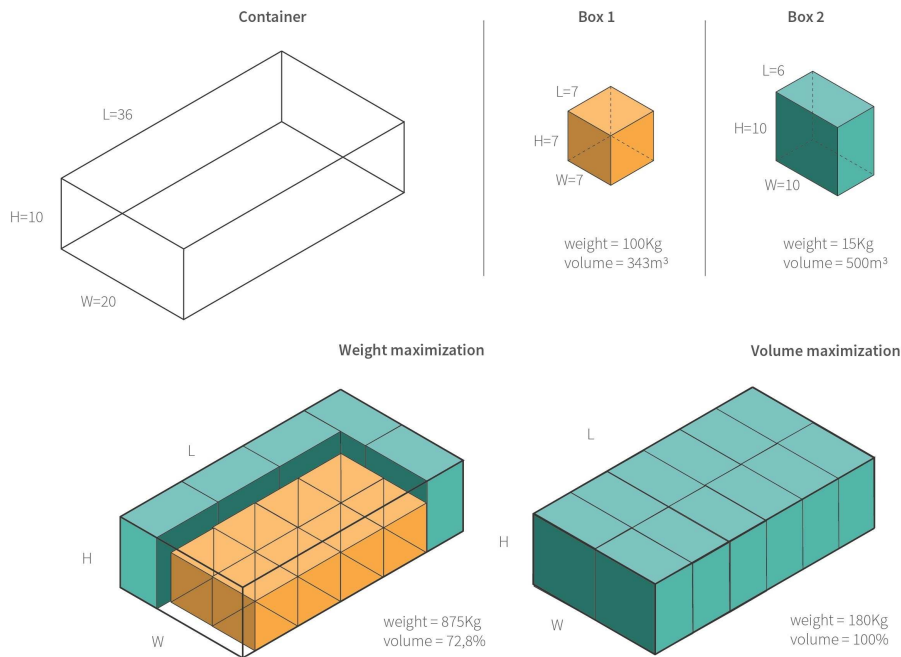 Container
Box 1
Box 2
L=36
H=10
W=20
L=7
H=7
W=7
weight = 100Kg
volume = 343m³
L=6
H=10
W=10
weight = 15Kg
volume = 500m³
Weight maximization
L
H
W
weight = 875Kg
volume = 72,8%
Volume maximization
L
H
W
weight = 180Kg
volume = 100%